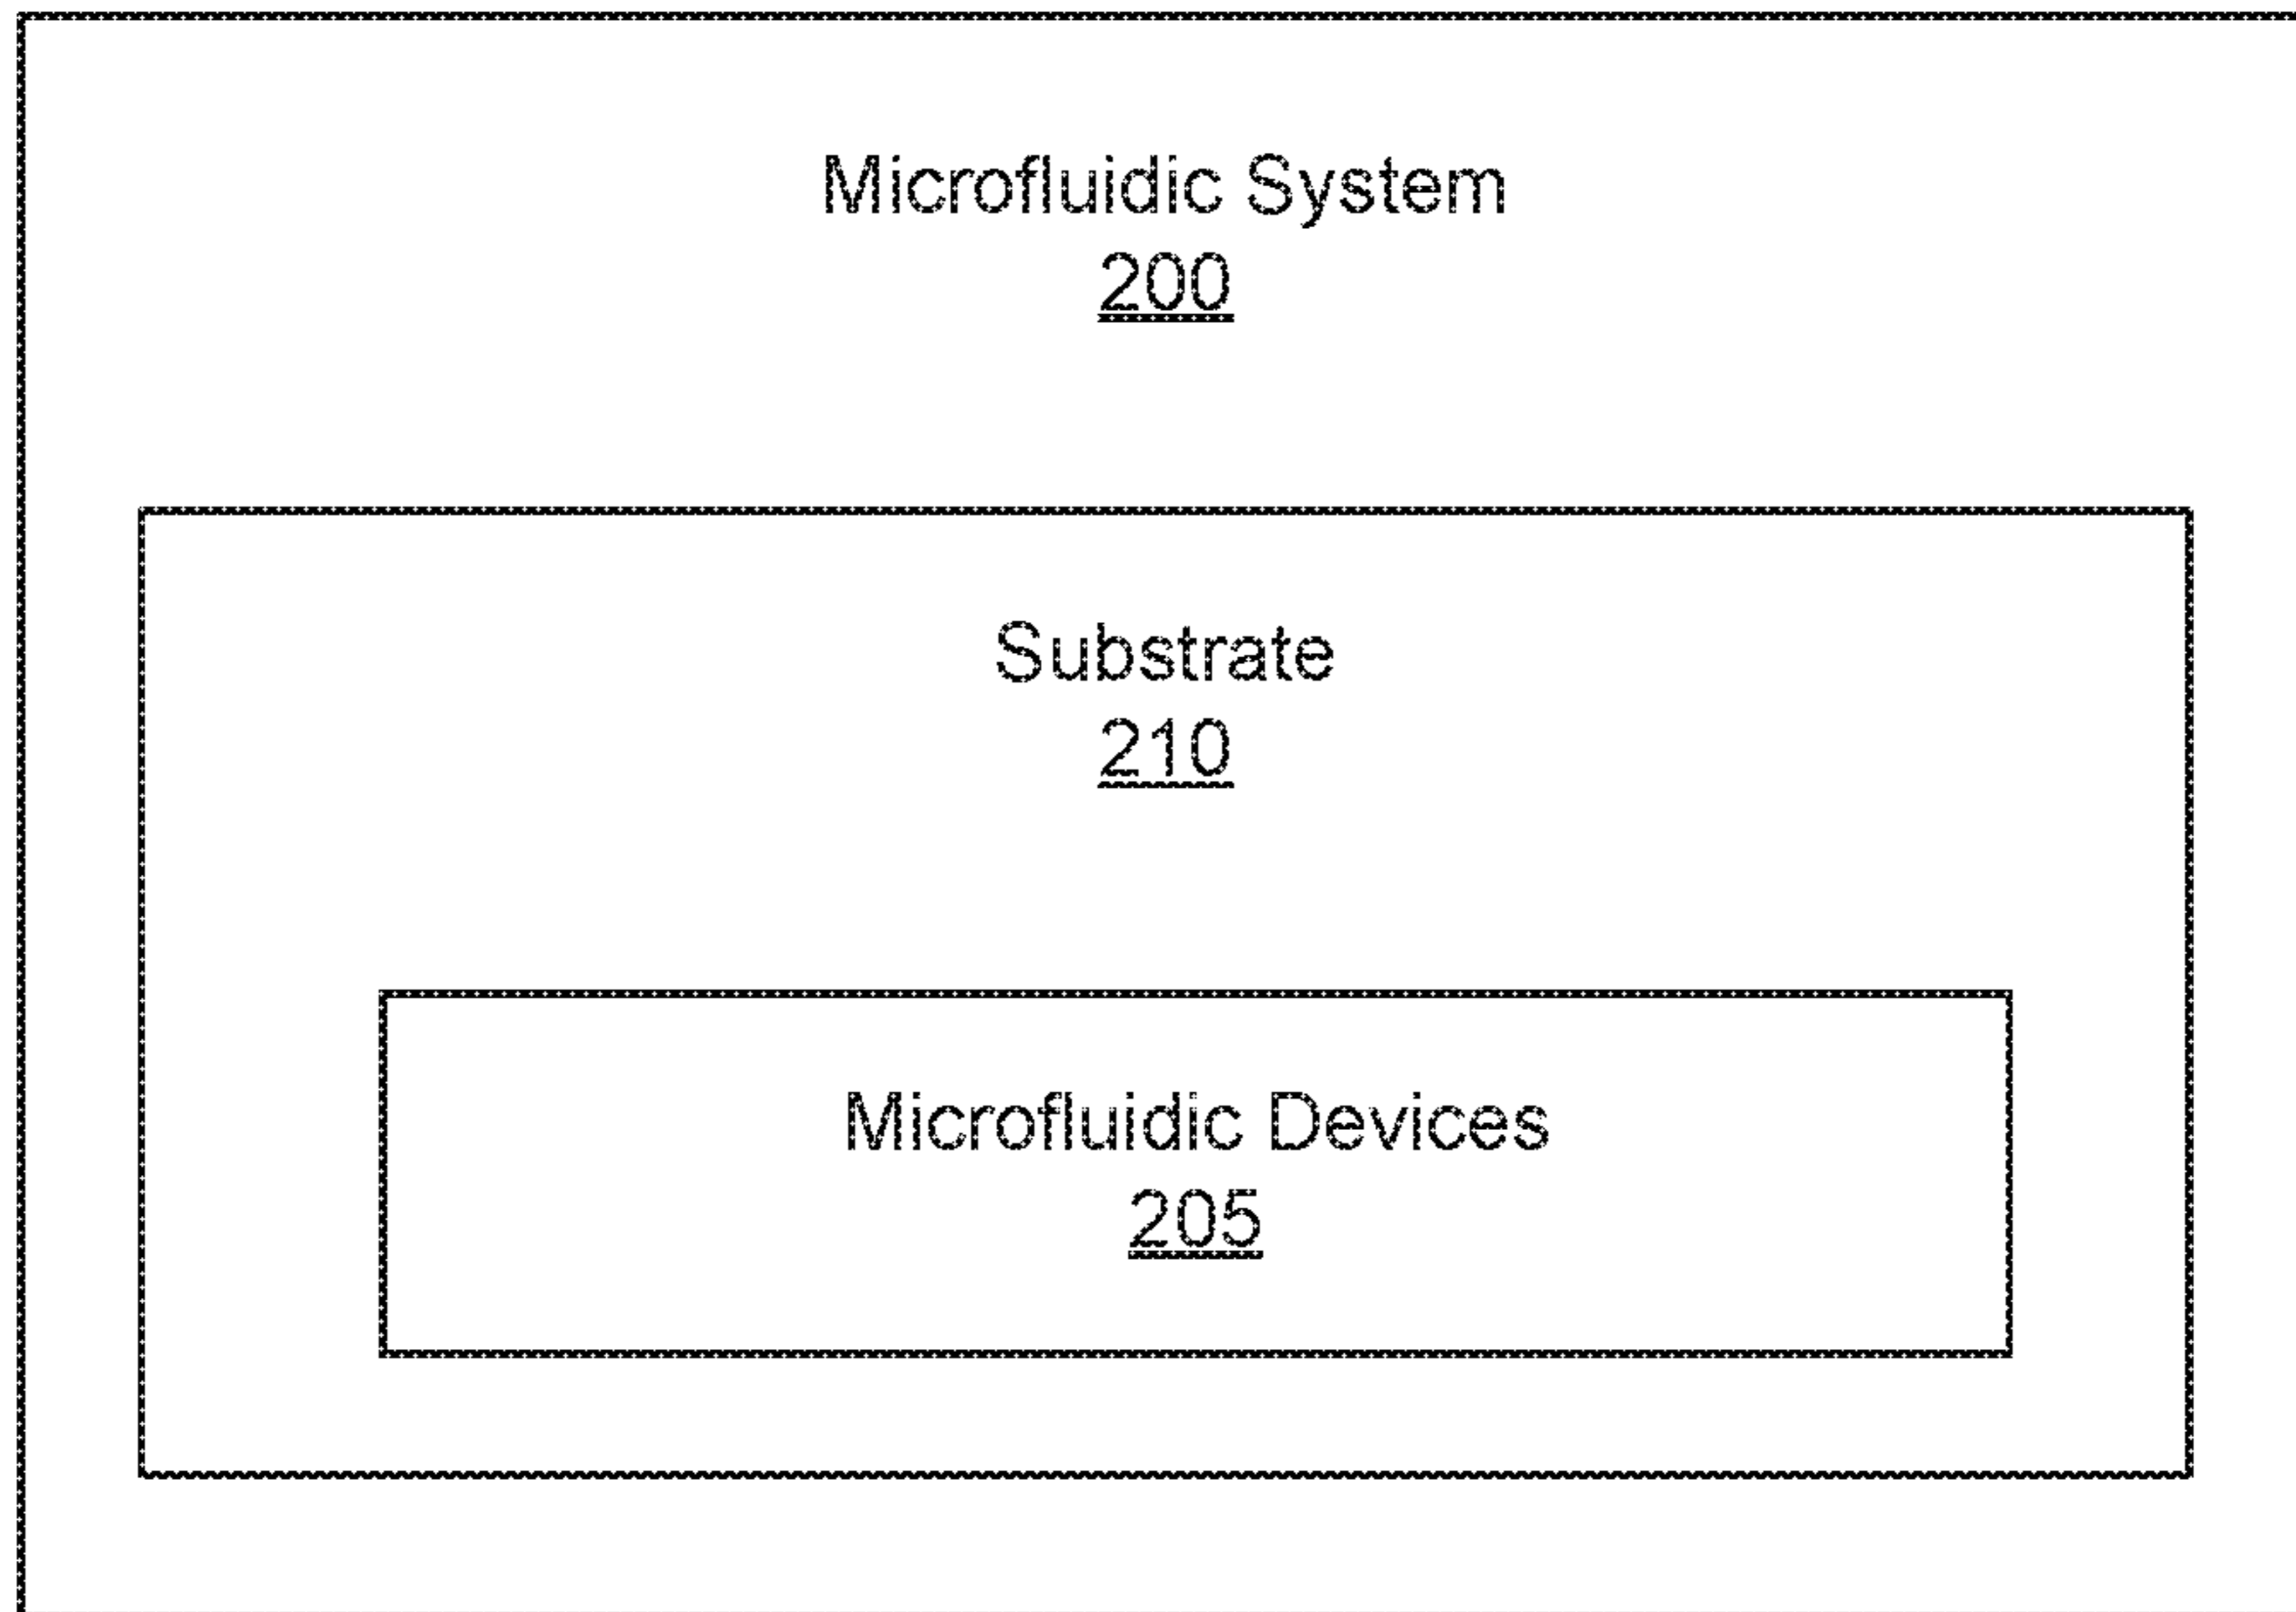 Microfluidic System
200
Substrate
210
Microfluidic Devices
205